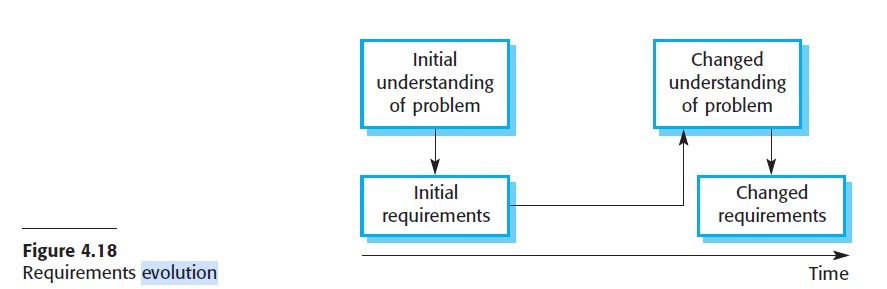 Initial
understanding
of problem
Changed
understanding
of problem
Initial
requirements
Changed
requirements
Figure 4.18
Requirements evolution
Time